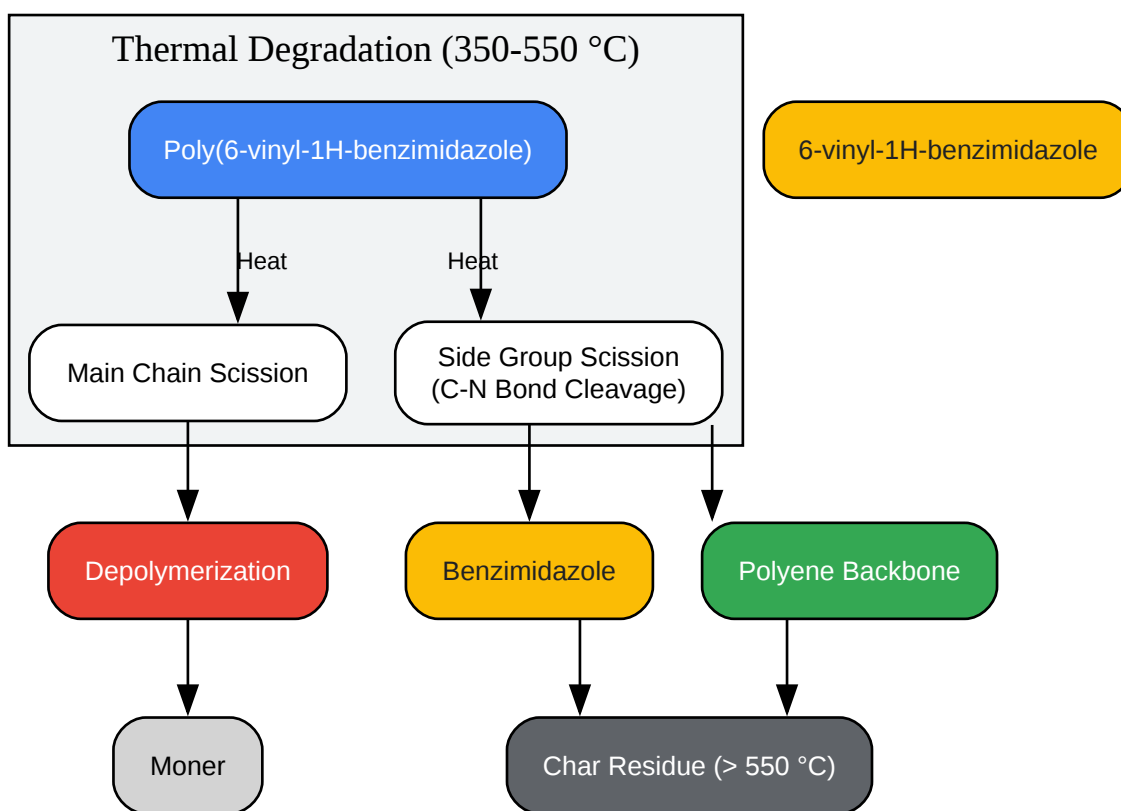 Thermal Degradation (350-550 °C)
Poly(6-vinyl-1H-benzimidazole)
6-vinyl-1H-benzimidazole
Heat
Heat
Main Chain Scission
Side Group Scission
(C-N Bond Cleavage)
Depolymerization
Benzimidazole
Polyene Backbone
Moner
Char Residue (> 550 °C)